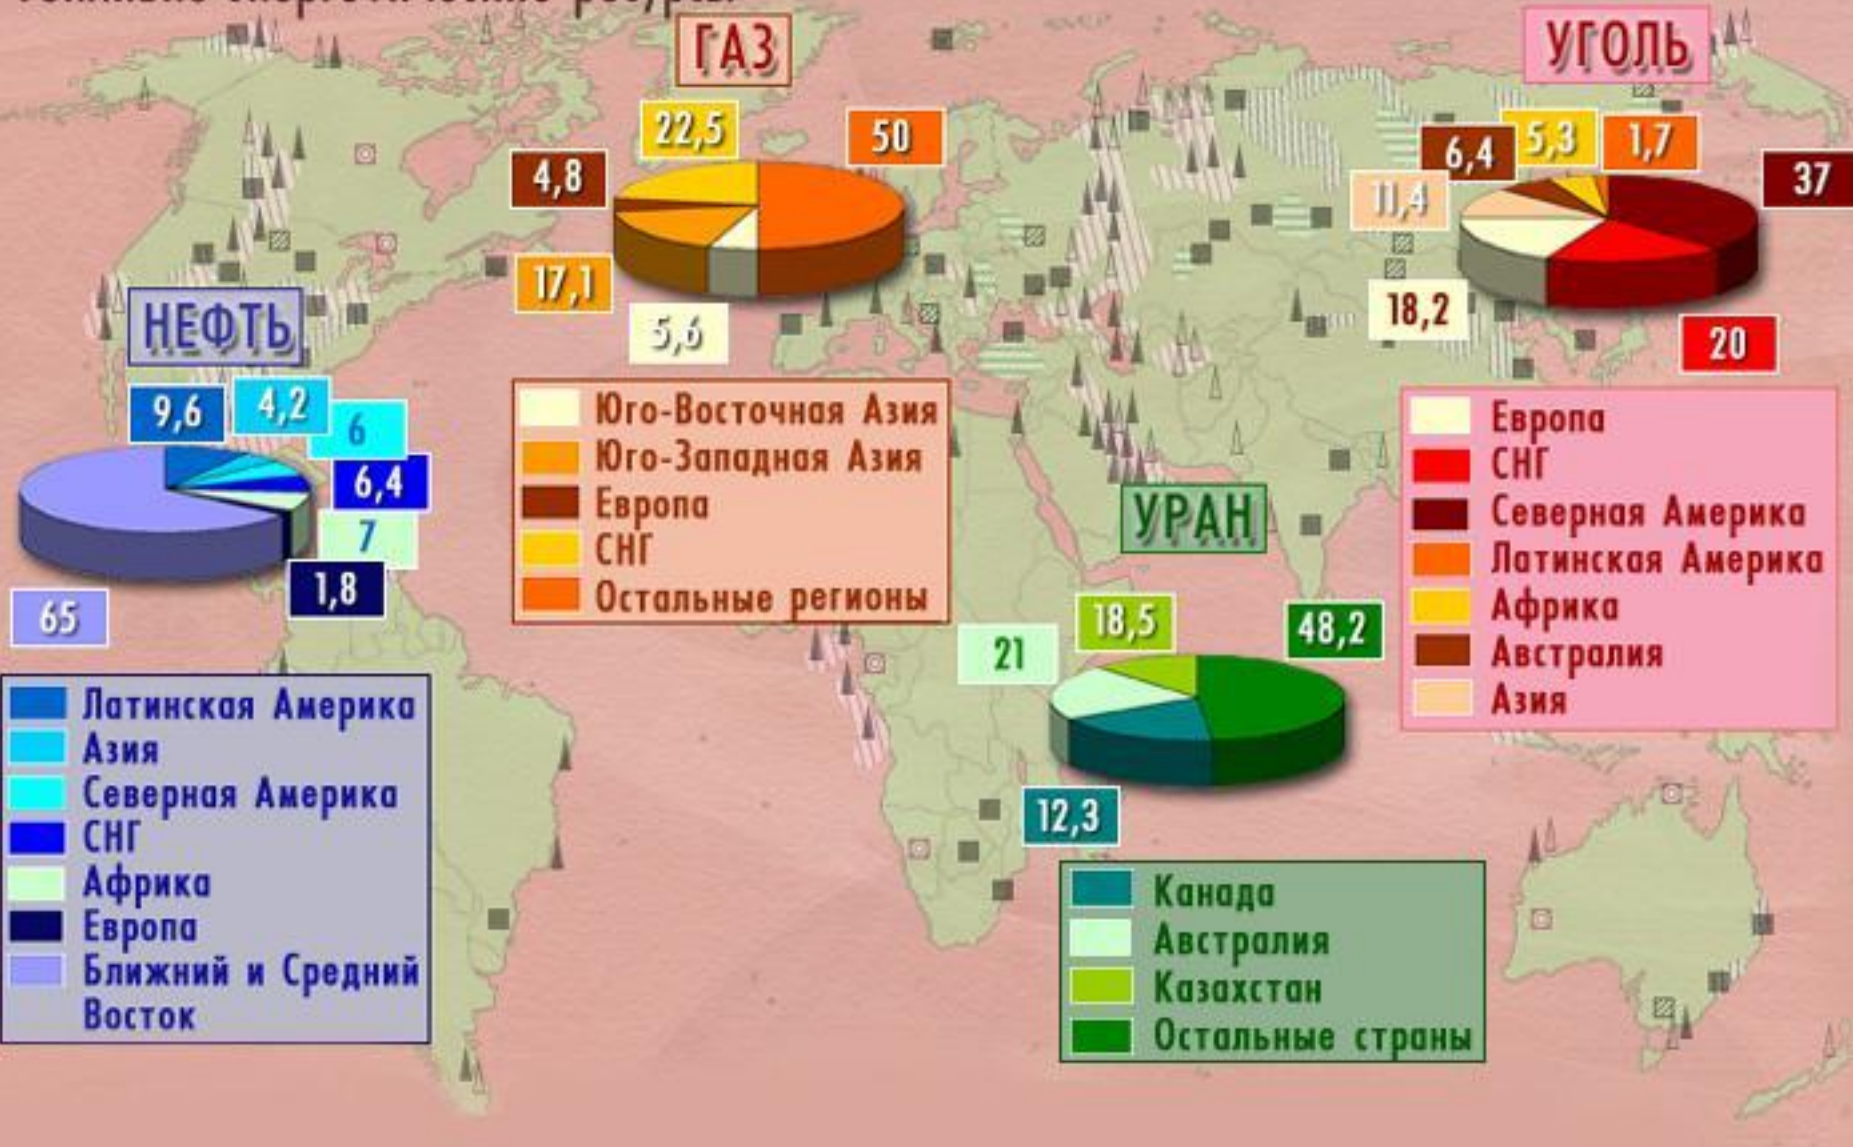 ГАЗ
УГОЛЬ
22,5
50
4,8
17,1
5,6
6,4
5,3
1,7
37
11,4
18,2
20
НЕФТЬ
9,6
4,2
6
6,4
7
1,8
65
Юго-Восточная Азия
Юго-Западная Азия
Европа
СНГ
Остальные регионы
Европа
СНГ
Северная Америка
Латинская Америка
Африка
Австралия
Азия
УРАН
18,5
48,2
21
12,3
Латинская Америка
Азия
Северная Америка
СНГ
Африка
Европа
Ближний и Средний
Восток
Канада
Австралия
Казахстан
Остальные страны